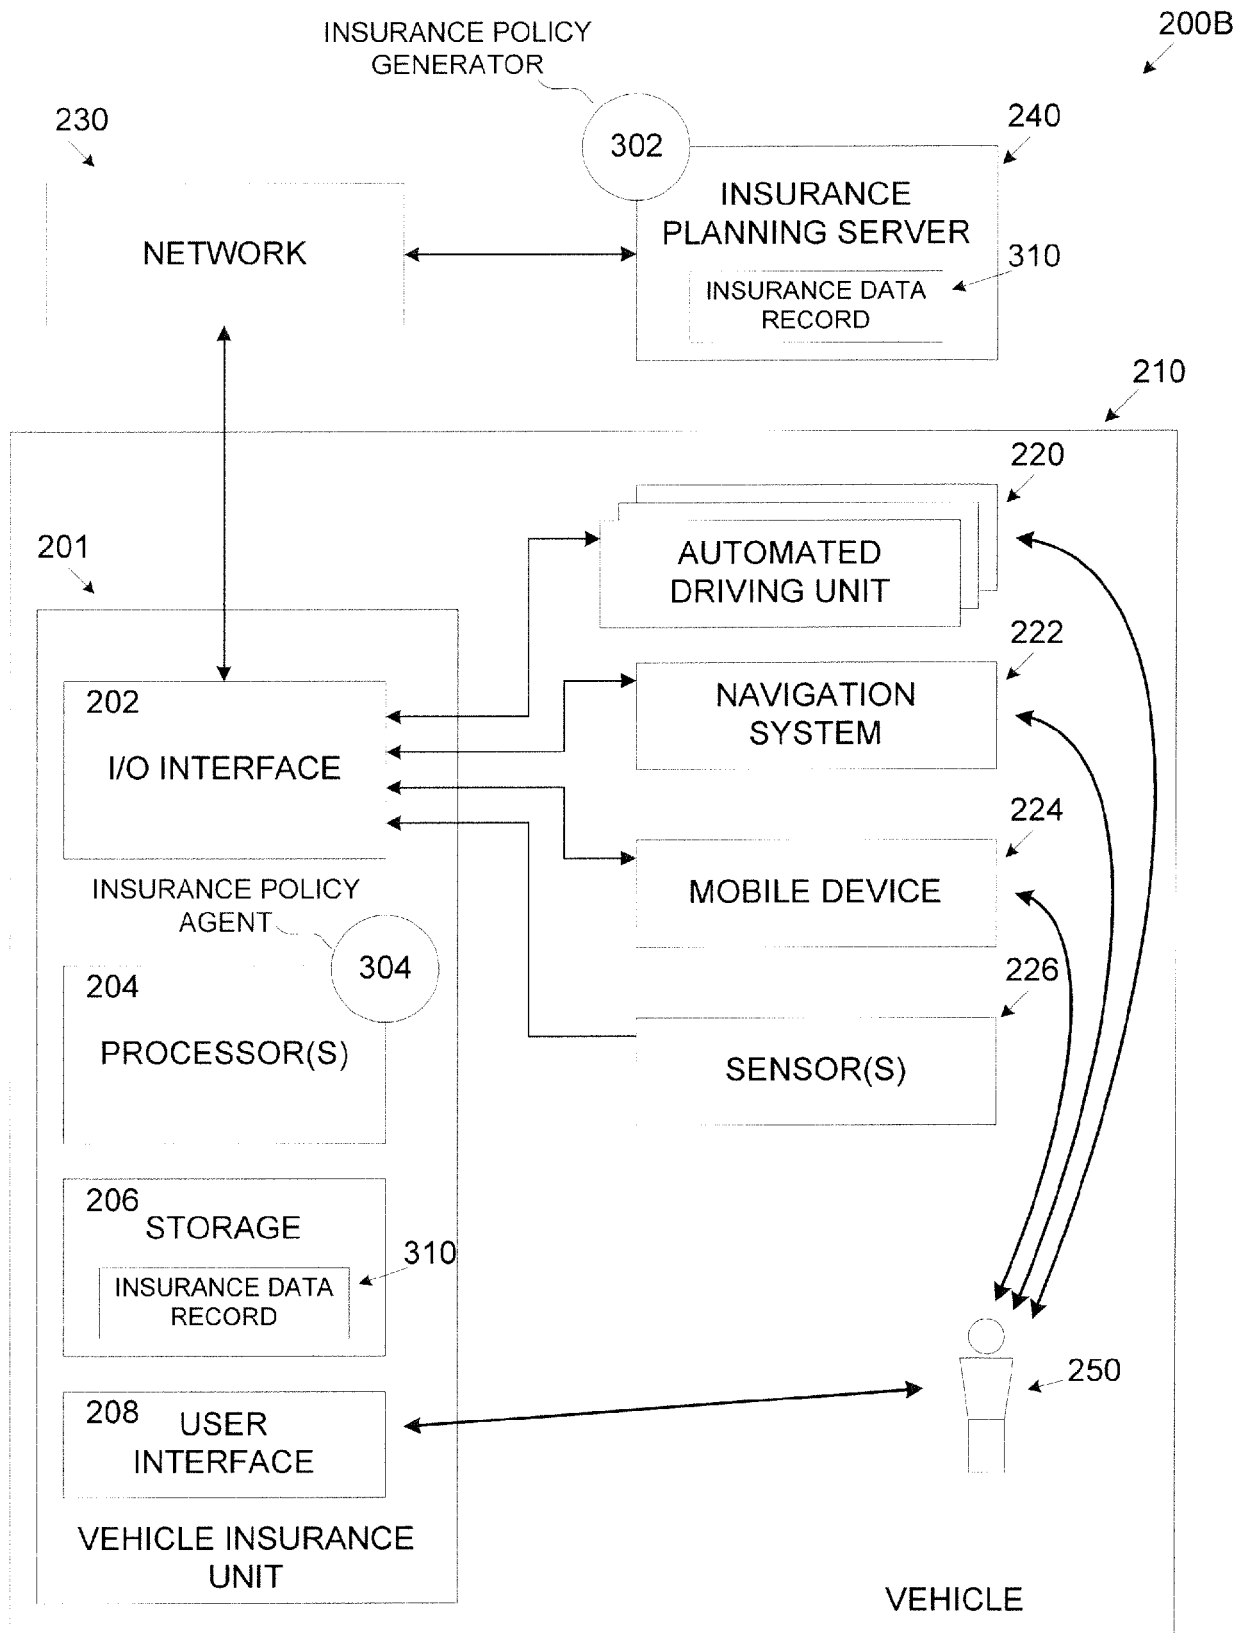 200B
INSURANCE POLICY
GENERATOR
230
302
240
INSURANCE
PLANNING SERVER
310
INSURANCE DATA
RECORD
NETWORK
210
220
AUTOMATED
DRIVING UNIT
201
222
NAVIGATION
SYSTEM
202
I/O INTERFACE
224
MOBILE DEVICE
INSURANCE POLICY
AGENT
304
226
SENSOR(S)
204
PROCESSOR(S)
206
STORAGE
310
INSURANCE DATA
RECORD
250
208
USER
INTERFACE
VEHICLE INSURANCE
UNIT
VEHICLE